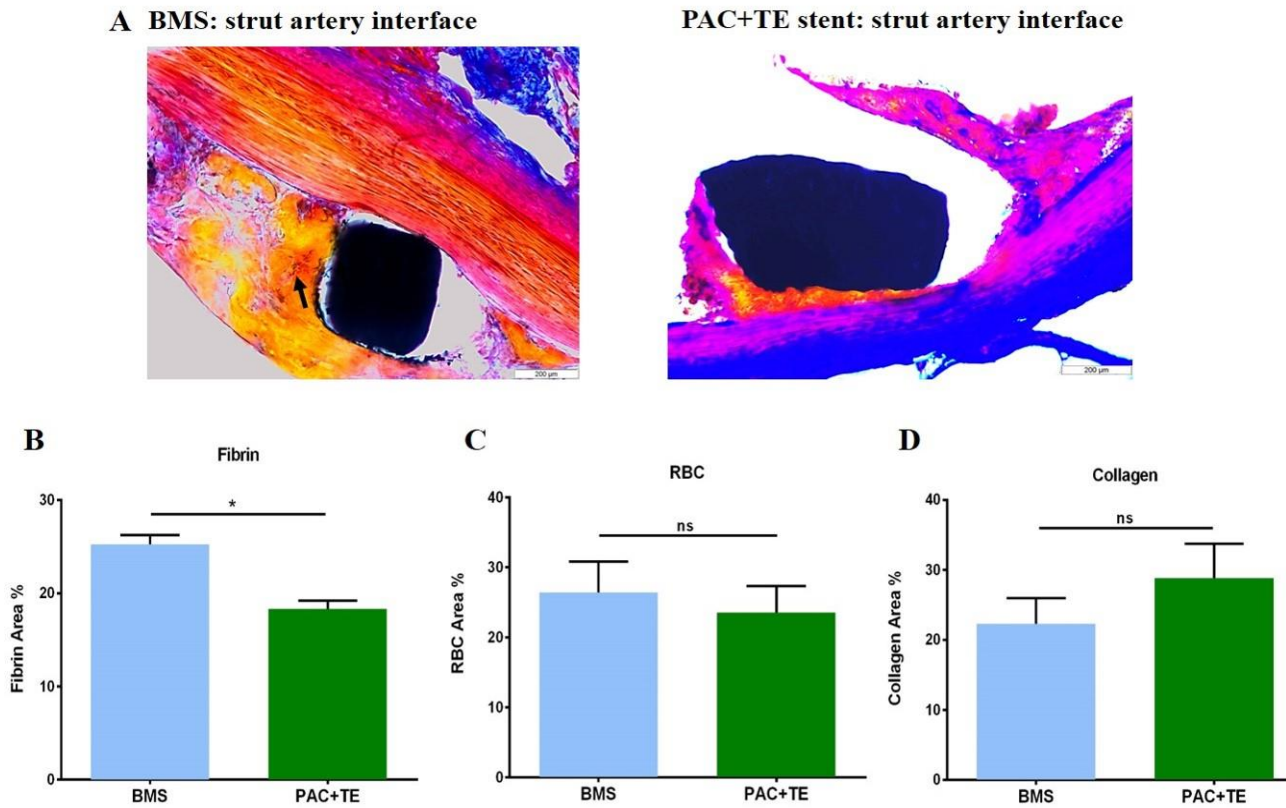 A BMS: strut artery interface
PAC+TE stent: strut artery interface
200 µm
200 µm
B
Fibrin
Fibrin Area %
30
20
10
0
*
BMS
PAC+TE
C
RBC
RBC Area %
40
30
20
10
0
ns
BMS
PAC+TE
D
Collagen
Collagen Area %
40
30
20
10
0
ns
BMS
PAC+TE